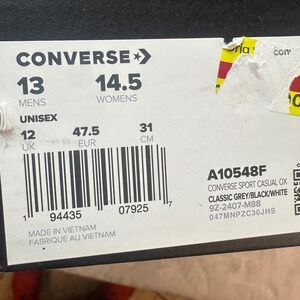 CONVERSE
13 14.5
MENS WOMENS
UNISEX
12 47.5 31
UK EUR CM
1 94435 07925 7
MADE IN VIETNAM
FABRIQUE AU VIETNAM
com
A10548F
CONVERSE SPORT CASUAL OX
CLASSIC GREY/BLACK/WHITE
9Z-2407-M88
047MNPZC30JHS